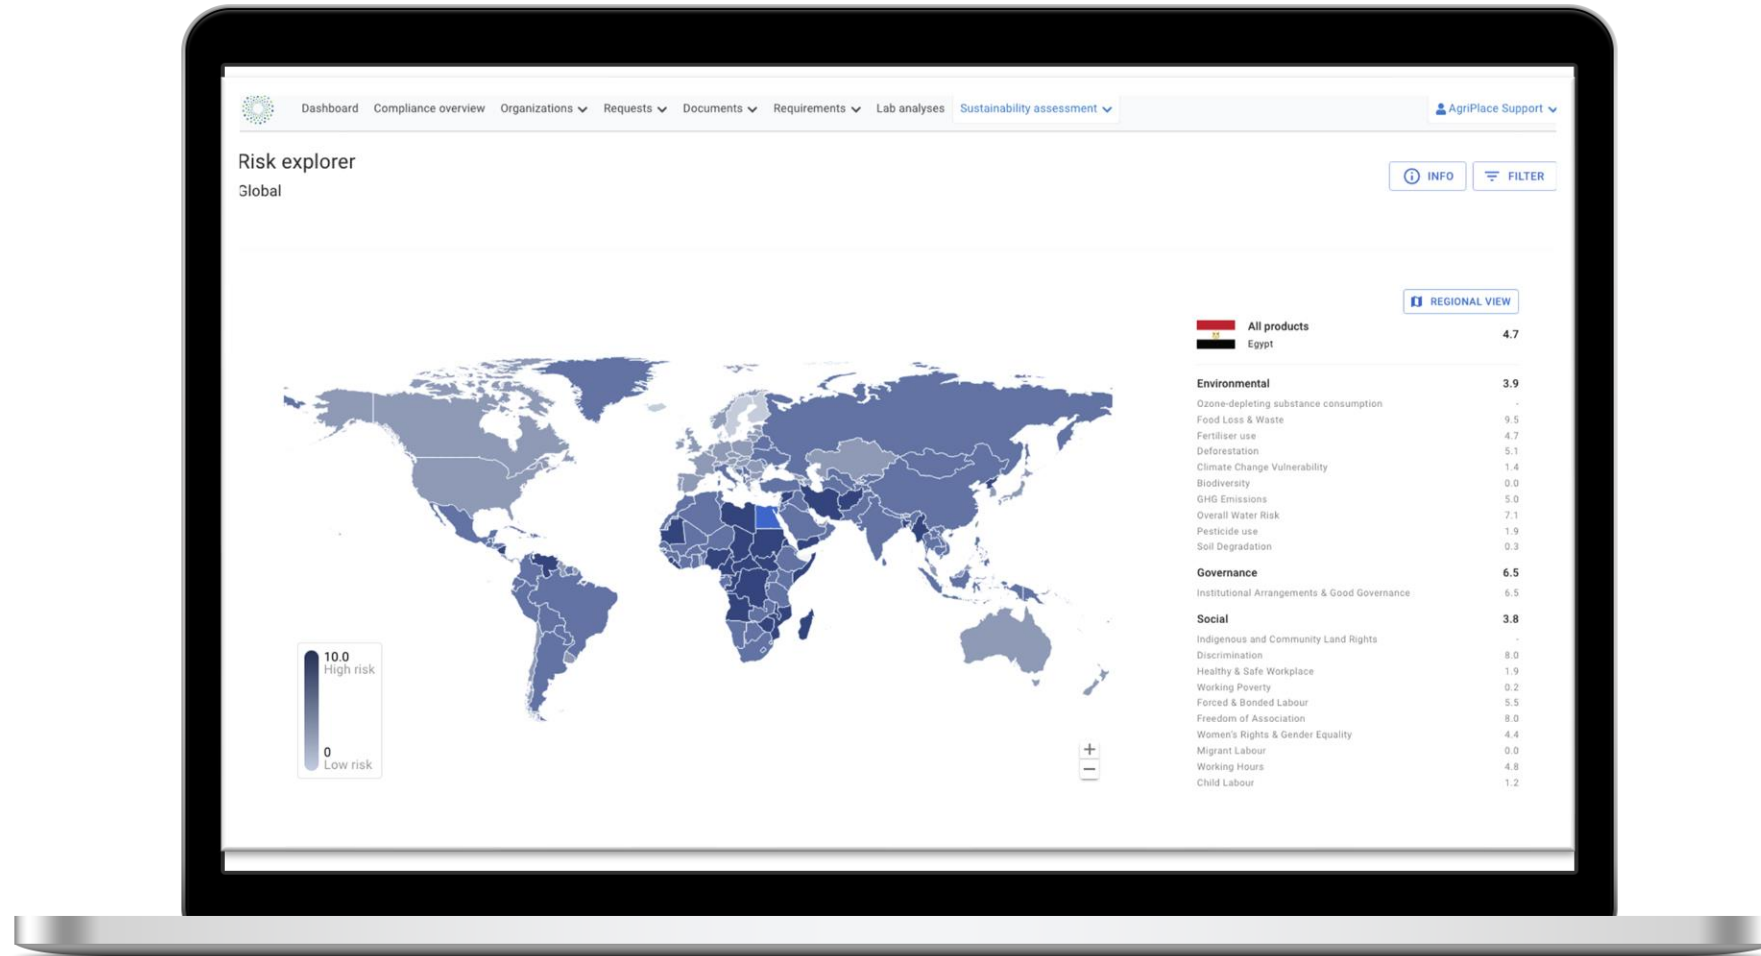 Dashboard Compliance overview Organizations Requests Documents Requirements Lab analyses Sustainability assessment AgriPlace Support
Risk explorer
Global
INFO FILTER
REGIONAL VIEW
All products
Egypt
4.7
Environmental 3.9
Ozone-depleting substance consumption -
Food Loss & Waste 9.5
Fertiliser use 4.7
Deforestation 5.1
Climate Change Vulnerability 1.4
Biodiversity 0.0
GHG Emissions 5.0
Overall Water Risk 7.1
Pesticide use 1.9
Soil Degradation 0.3
Governance 6.5
Institutional Arrangements & Good Governance 6.5
Social 3.8
Indigenous and Community Land Rights -
Discrimination 8.0
Healthy & Safe Workplace 1.9
Working Poverty 0.2
Forced & Bonded Labour 5.5
Freedom of Association 8.0
Women's Rights & Gender Equality 4.4
Migrant Labour 0.0
Working Hours 4.8
Child Labour 1.2
10.0
High risk
0
Low risk
+
−